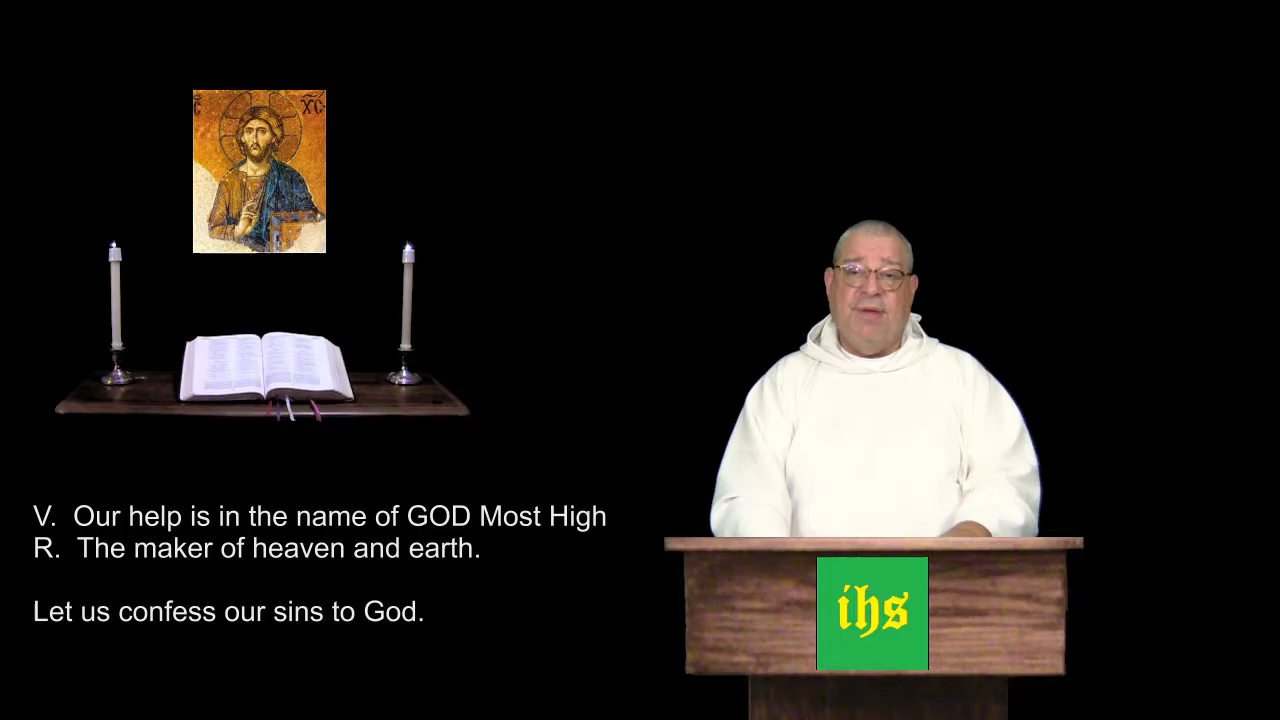 XC
V.  Our help is in the name of GOD Most High
R.  The maker of heaven and earth.
Let us confess our sins to God.
ihs